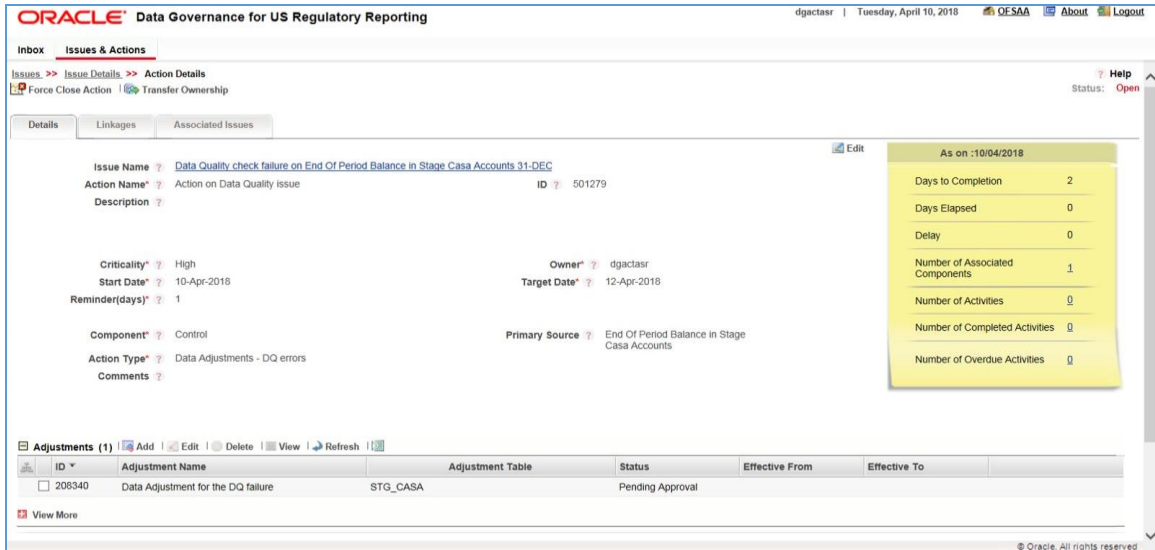 ORACLE® Data Governance for US Regulatory Reporting
dgactasr | Tuesday, April 10, 2018 OFSAA About Logout
Inbox Issues & Actions
Issues >> Issue Details >> Action Details
? Help
Force Close Action | Transfer Ownership
Status: Open
Details Linkages Associated Issues
Edit
Issue Name ? Data Quality check failure on End Of Period Balance in Stage Casa Accounts 31-DEC
Action Name* ? Action on Data Quality issue ID ? 501279
Description ?
Criticality* ? High Owner* ? dgactasr
Start Date* ? 10-Apr-2018 Target Date* ? 12-Apr-2018
Reminder(days)* ? 1
Component* ? Control Primary Source ? End Of Period Balance in Stage
Casa Accounts
Action Type* ? Data Adjustments - DQ errors
Comments ?
As on :10/04/2018
Days to Completion 2
Days Elapsed 0
Delay 0
Number of Associated
Components 1
Number of Activities 0
Number of Completed Activities 0
Number of Overdue Activities 0
Adjustments (1) | Add | Edit | Delete | View | Refresh |
ID Adjustment Name Adjustment Table Status Effective From Effective To
208340 Data Adjustment for the DQ failure STG_CASA Pending Approval
View More
© Oracle. All rights reserved